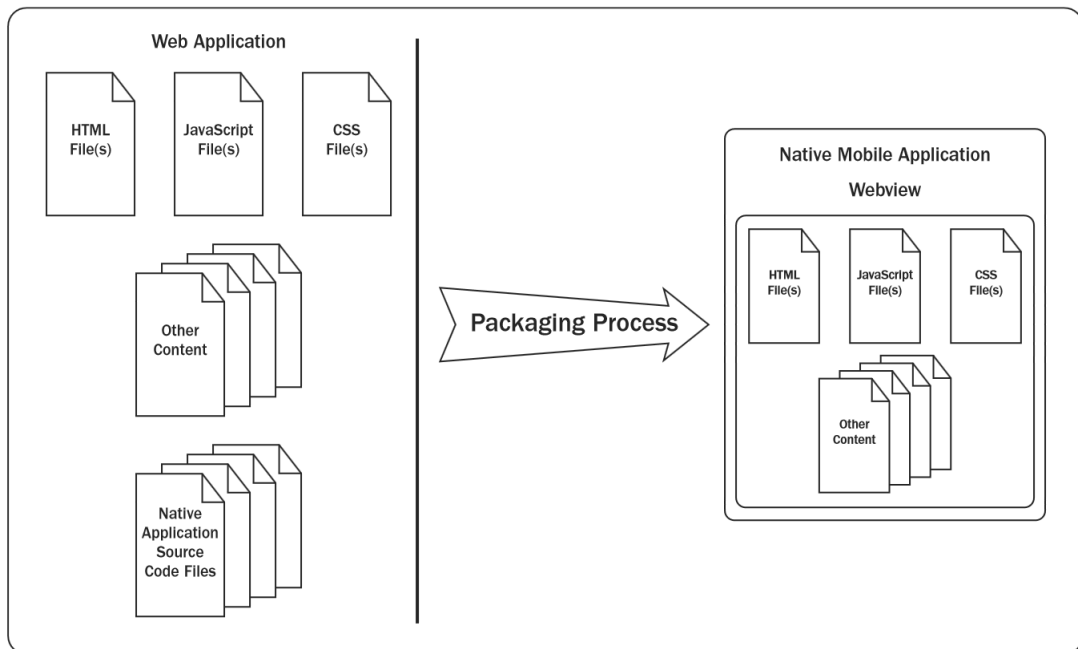 Web Application
HTML
File(s)
JavaScript
File(s)
CSS
File(s)
Other
Content
Native
Application
Source
Code Files
Packaging Process
Native Mobile Application
Webview
HTML
File(s)
JavaScript
File(s)
CSS
File(s)
Other
Content